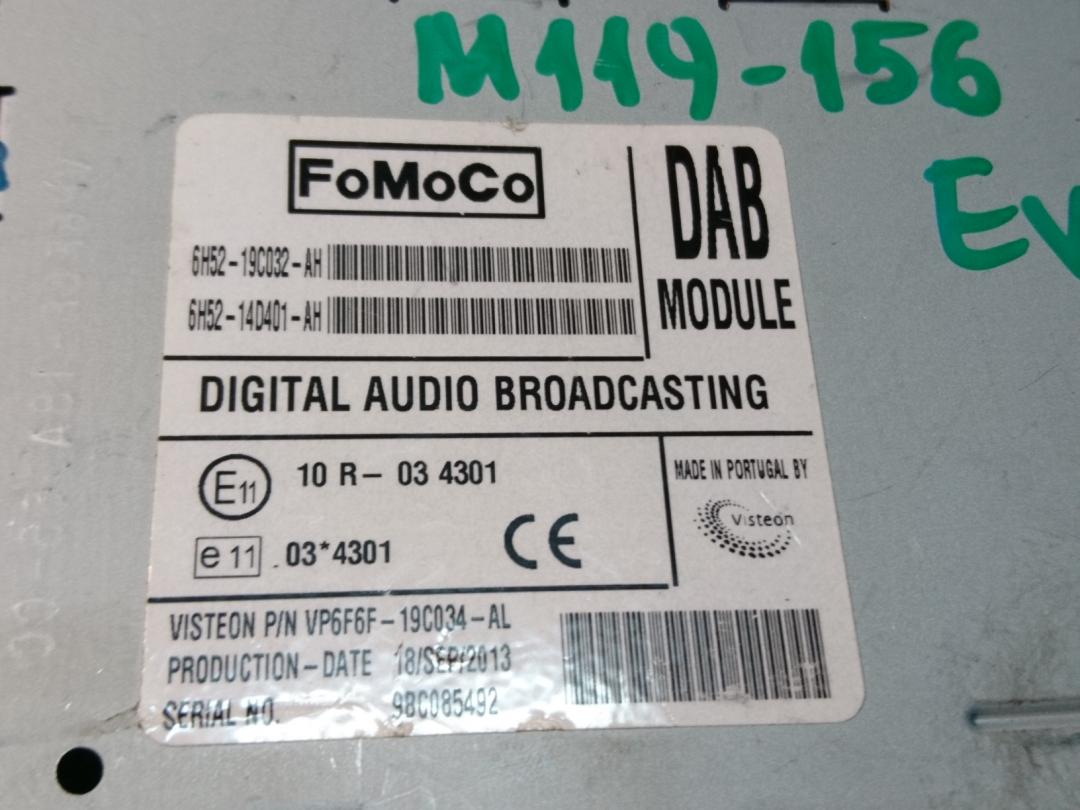 M119-156
Ev
FoMoCo
DAB
MODULE
6H52-19C032-AH
6H52-14D401-AH
DIGITAL AUDIO BROADCASTING
E11 10 R- 03 4301
e 11 . 03*4301
CE
MADE IN PORTUGAL BY
Visteon
VISTEON P/N VP6F6F-19C034-AL
PRODUCTION-DATE 18/SEP/2013
SERIAL NO. 98C085492